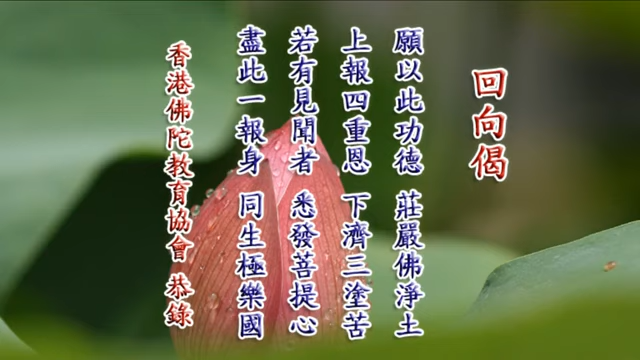 回向偈
願以此功德 莊嚴佛淨土
上報四重恩 下濟三塗苦
若有見聞者 悉發菩提心
盡此一報身 同生極樂國
香港佛陀教育協會 恭錄